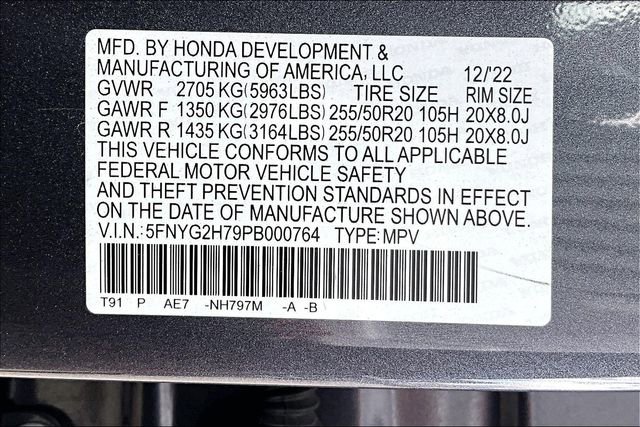 MFD. BY HONDA DEVELOPMENT &
MANUFACTURING OF AMERICA, LLC 12/'22
GVWR 2705 KG(5963LBS) TIRE SIZE RIM SIZE
GAWR F 1350 KG(2976LBS) 255/50R20 105H 20X8.0J
GAWR R 1435 KG(3164LBS) 255/50R20 105H 20X8.0J
THIS VEHICLE CONFORMS TO ALL APPLICABLE
FEDERAL MOTOR VEHICLE SAFETY
AND THEFT PREVENTION STANDARDS IN EFFECT
ON THE DATE OF MANUFACTURE SHOWN ABOVE.
V.I.N.:5FNYG2H79PB000764 TYPE:MPV
T91 P AE7 -NH797M -A -B